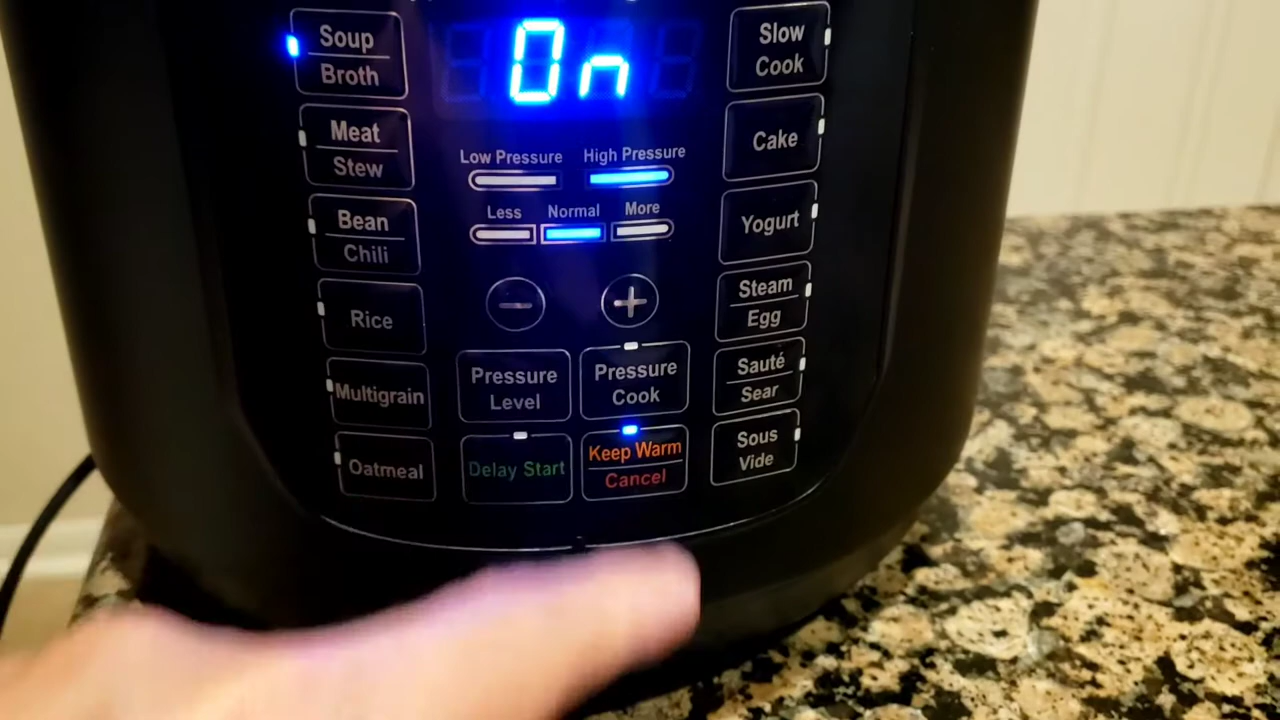 Soup
Broth
Meat
Stew
Bean
Chili
Rice
Multigrain
Oatmeal
On
Low Pressure High Pressure
Less Normal More
− +
Pressure
Level
Pressure
Cook
Delay Start
Keep Warm
Cancel
Slow
Cook
Cake
Yogurt
Steam
Egg
Sauté
Sear
Sous
Vide